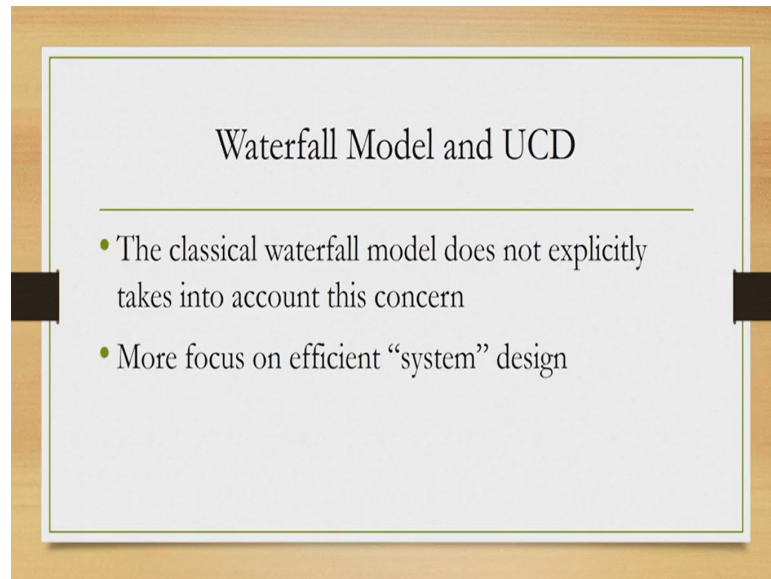 Waterfall Model and UCD
• The classical waterfall model does not explicitly
takes into account this concern
• More focus on efficient “system” design